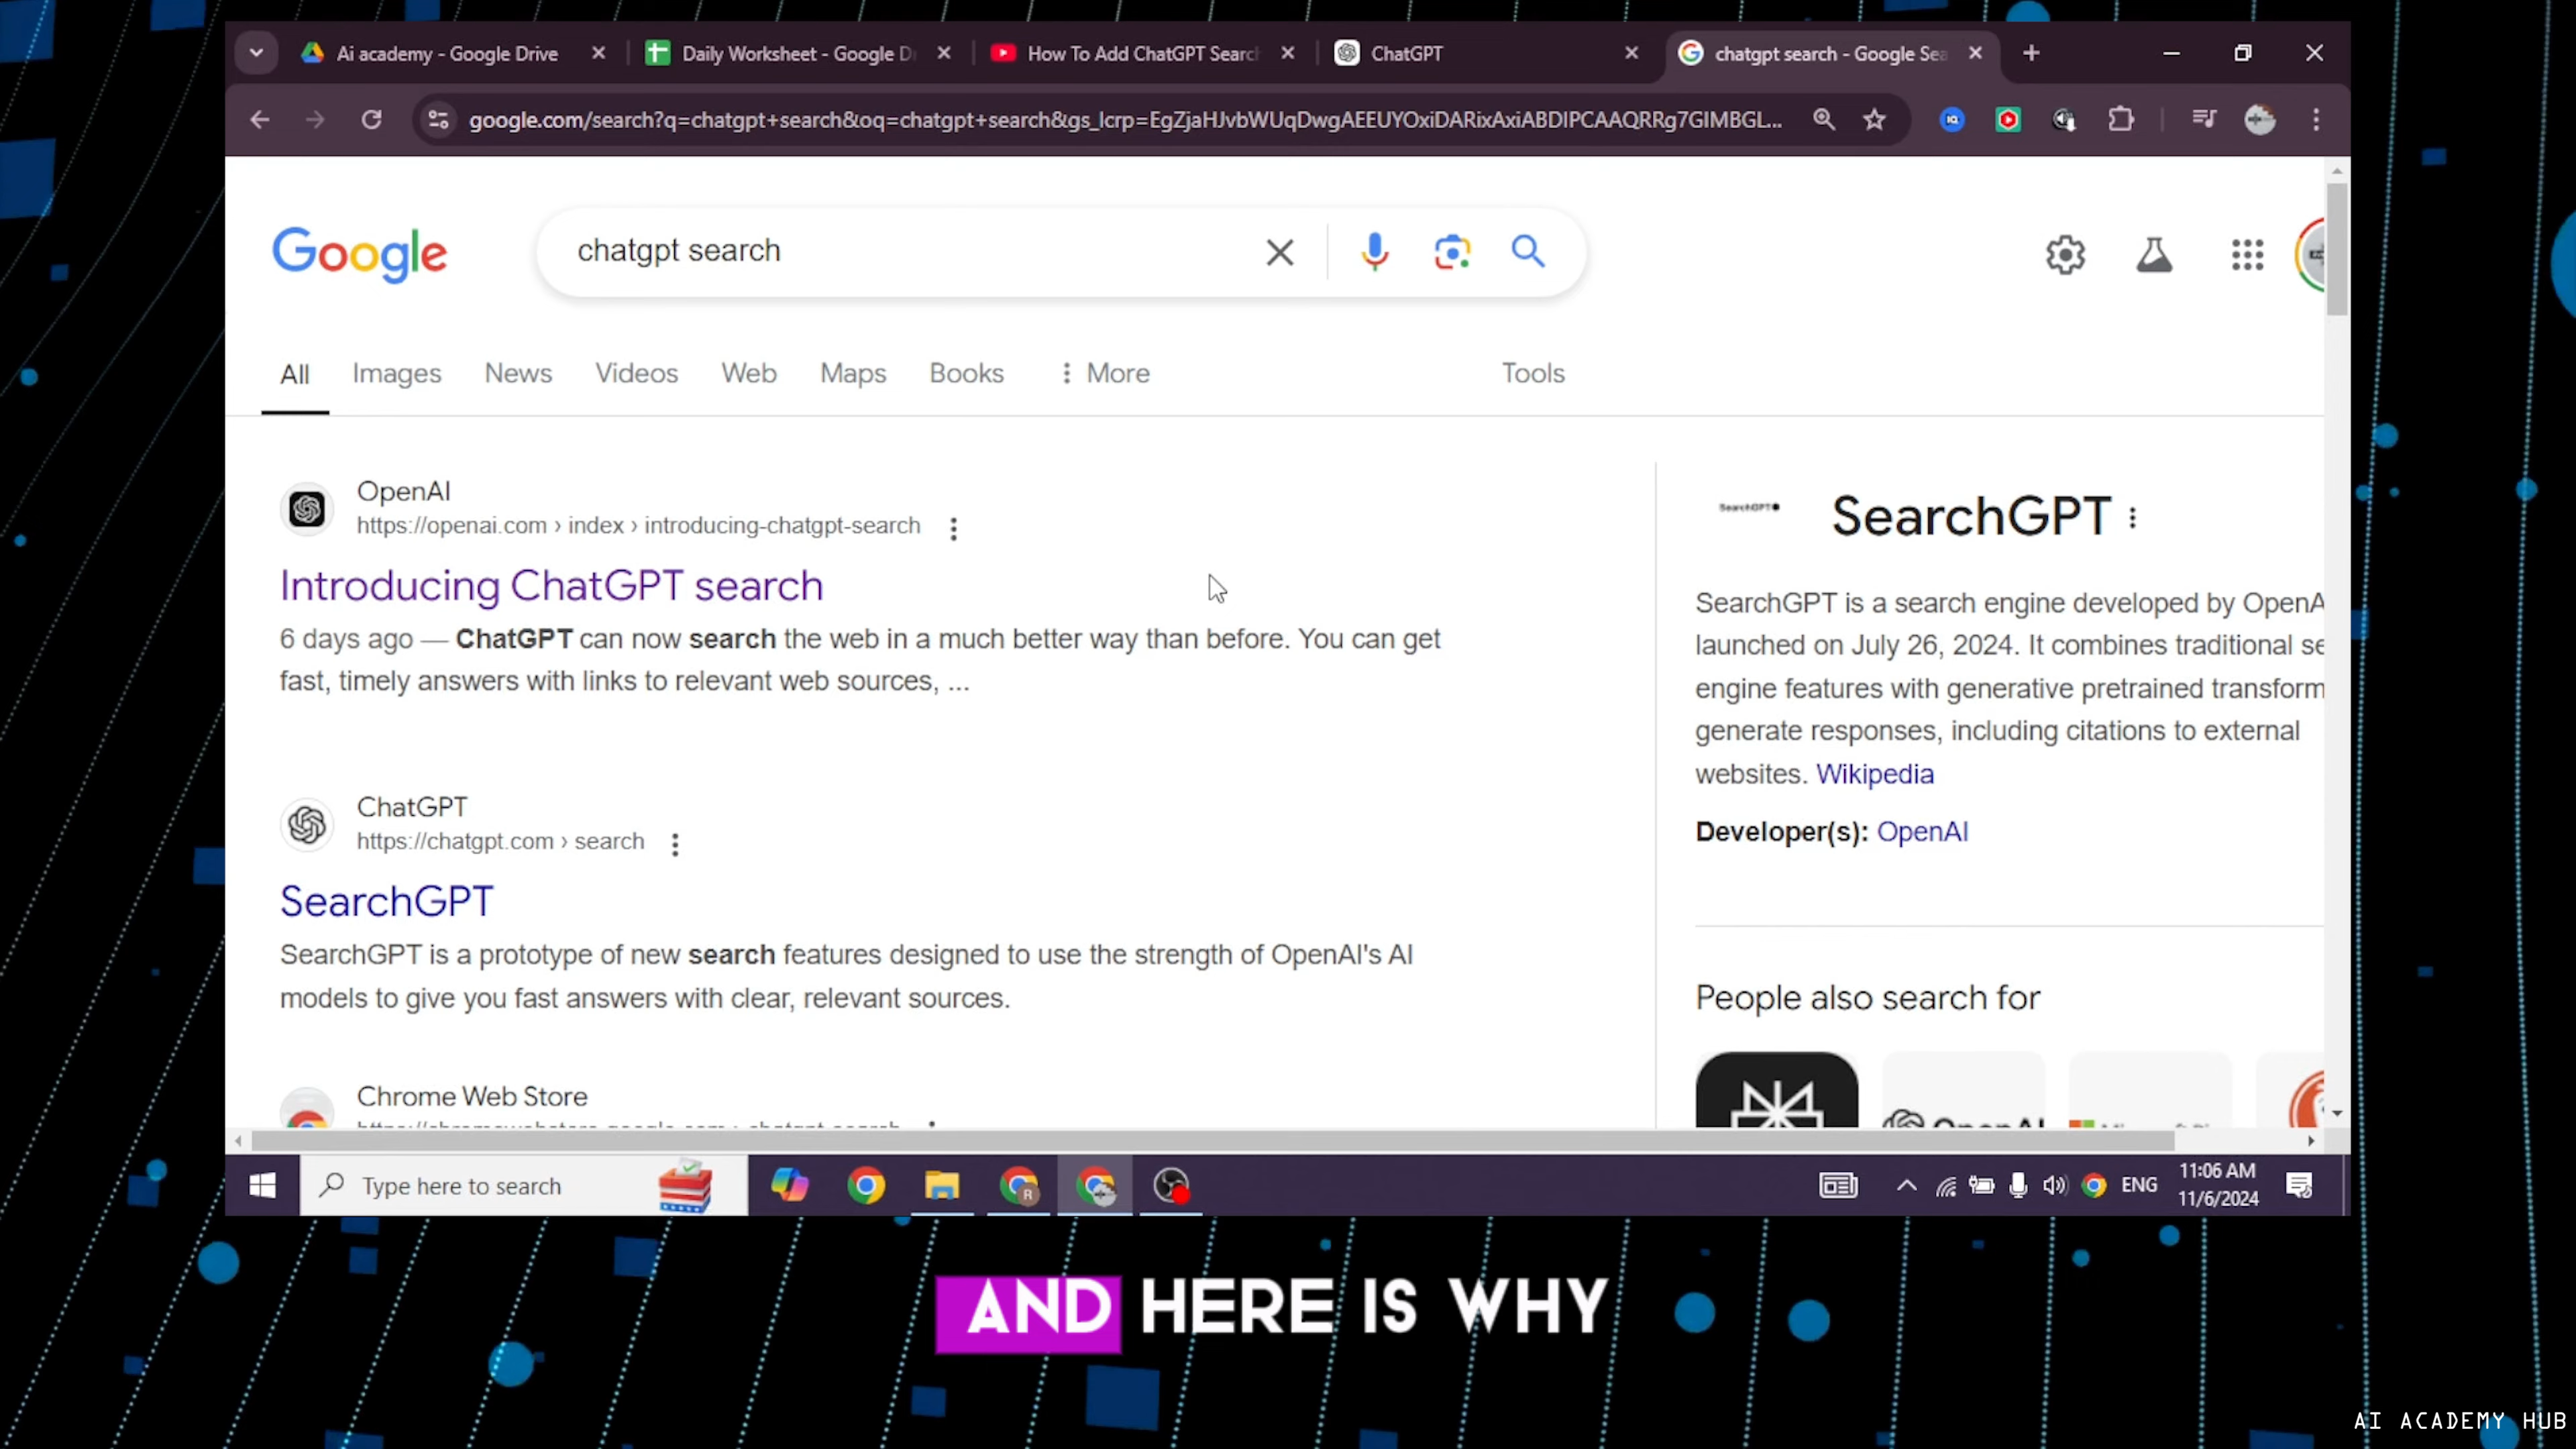 Ai academy - Google Drive
Daily Worksheet - Google D
How To Add ChatGPT Search
ChatGPT
chatgpt search - Google Sea
google.com/search?q=chatgpt+search&oq=chatgpt+search&gs_lcrp=EgZjaHJvbWUqDwgAEEUYOxiDARixAxiABDIPCAAQRRg7GIMBGL...
Google
chatgpt search
All
Images
News
Videos
Web
Maps
Books
More
Tools
OpenAI
https://openai.com › index › introducing-chatgpt-search
Introducing ChatGPT search
6 days ago — ChatGPT can now search the web in a much better way than before. You can get
fast, timely answers with links to relevant web sources, ...
ChatGPT
https://chatgpt.com › search
SearchGPT
SearchGPT is a prototype of new search features designed to use the strength of OpenAI's AI
models to give you fast answers with clear, relevant sources.
Chrome Web Store
SearchGPT
SearchGPT
SearchGPT is a search engine developed by OpenA
launched on July 26, 2024. It combines traditional se
engine features with generative pretrained transform
generate responses, including citations to external
websites. Wikipedia
Developer(s): OpenAI
People also search for
OpenAI
Type here to search
R
ENG
11:06 AM
11/6/2024
AND HERE IS WHY
AI ACADEMY HUB